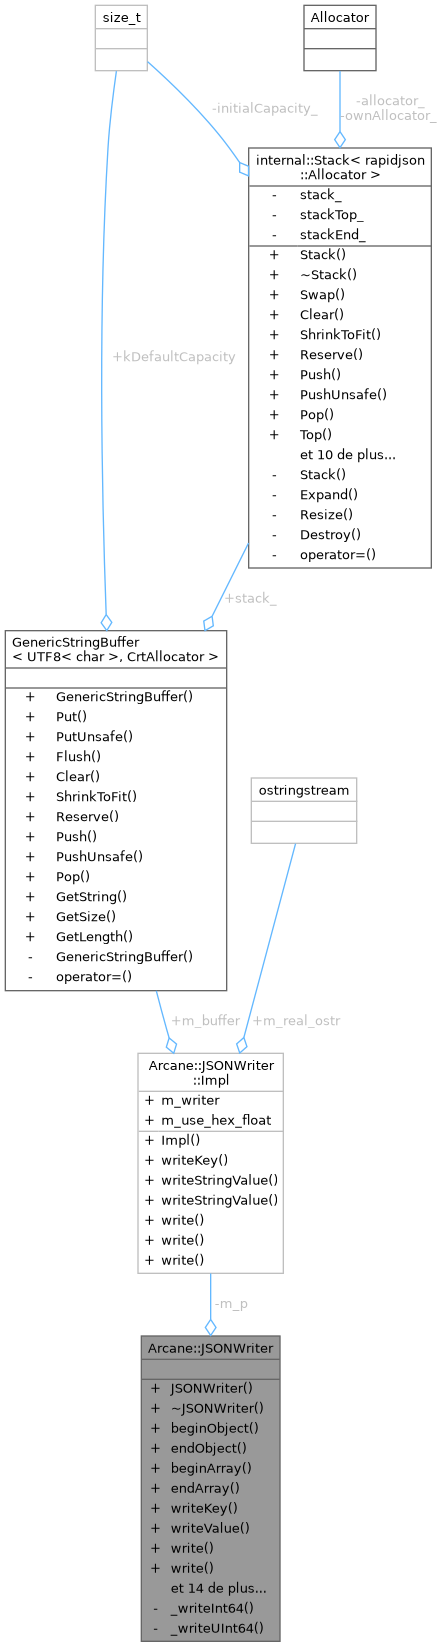 size_t
Allocator
-initialCapacity_
-allocator_
-ownAllocator_
internal::Stack< rapidjson
::Allocator >
- stack_
- stackTop_
- stackEnd_
+ Stack()
+ ~Stack()
+ Swap()
+ Clear()
+ ShrinkToFit()
+ Reserve()
+ Push()
+ PushUnsafe()
+ Pop()
+ Top()
et 10 de plus...
- Stack()
- Expand()
- Resize()
- Destroy()
- operator=()
+kDefaultCapacity
+stack_
GenericStringBuffer
< UTF8< char >, CrtAllocator >
+ GenericStringBuffer()
+ Put()
+ PutUnsafe()
+ Flush()
+ Clear()
+ ShrinkToFit()
+ Reserve()
+ Push()
+ PushUnsafe()
+ Pop()
+ GetString()
+ GetSize()
+ GetLength()
- GenericStringBuffer()
- operator=()
ostringstream
+m_buffer
+m_real_ostr
Arcane::JSONWriter
::Impl
+ m_writer
+ m_use_hex_float
+ Impl()
+ writeKey()
+ writeStringValue()
+ writeStringValue()
+ write()
+ write()
+ write()
-m_p
Arcane::JSONWriter
+ JSONWriter()
+ ~JSONWriter()
+ beginObject()
+ endObject()
+ beginArray()
+ endArray()
+ writeKey()
+ writeValue()
+ write()
+ write()
et 14 de plus...
- _writeInt64()
- _writeUInt64()